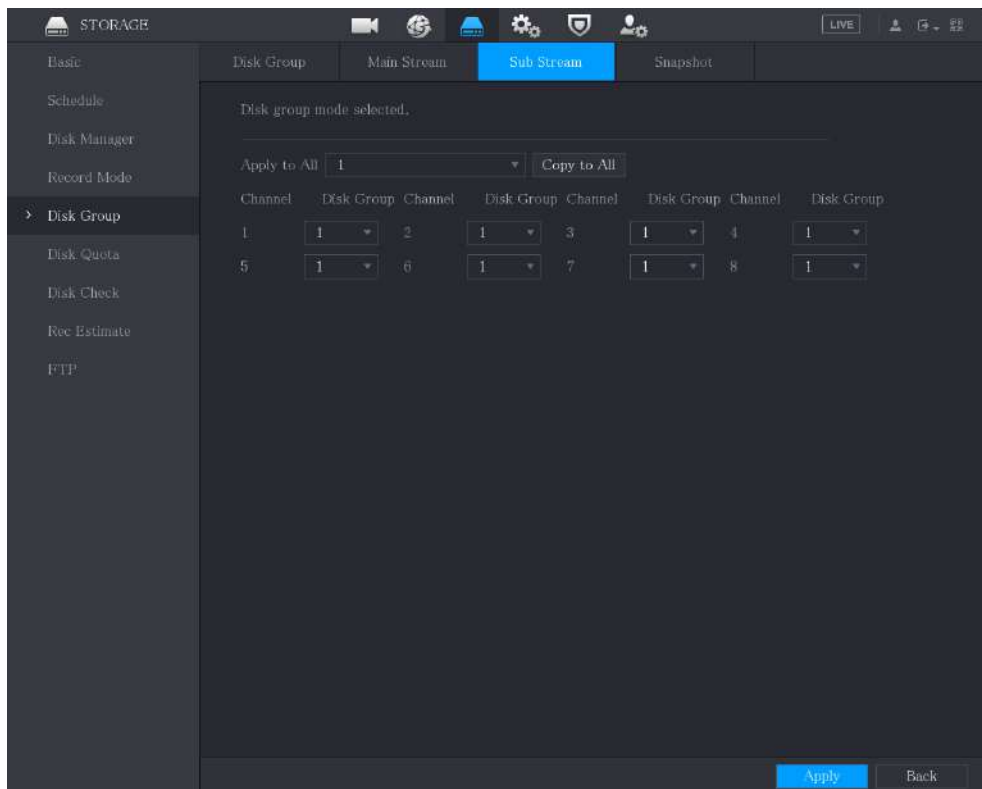 STORAGE LIVE
Basic
Schedule
Disk Manager
Record Mode
Disk Group
Disk Quota
Disk Check
Rec Estimate
FTP
Disk Group Main Stream Sub Stream Snapshot
Disk group mode selected.
Apply to All 1 Copy to All
Channel Disk Group Channel Disk Group Channel Disk Group Channel Disk Group
1 1 2 1 3 1 4 1
5 1 6 1 7 1 8 1
Apply Back